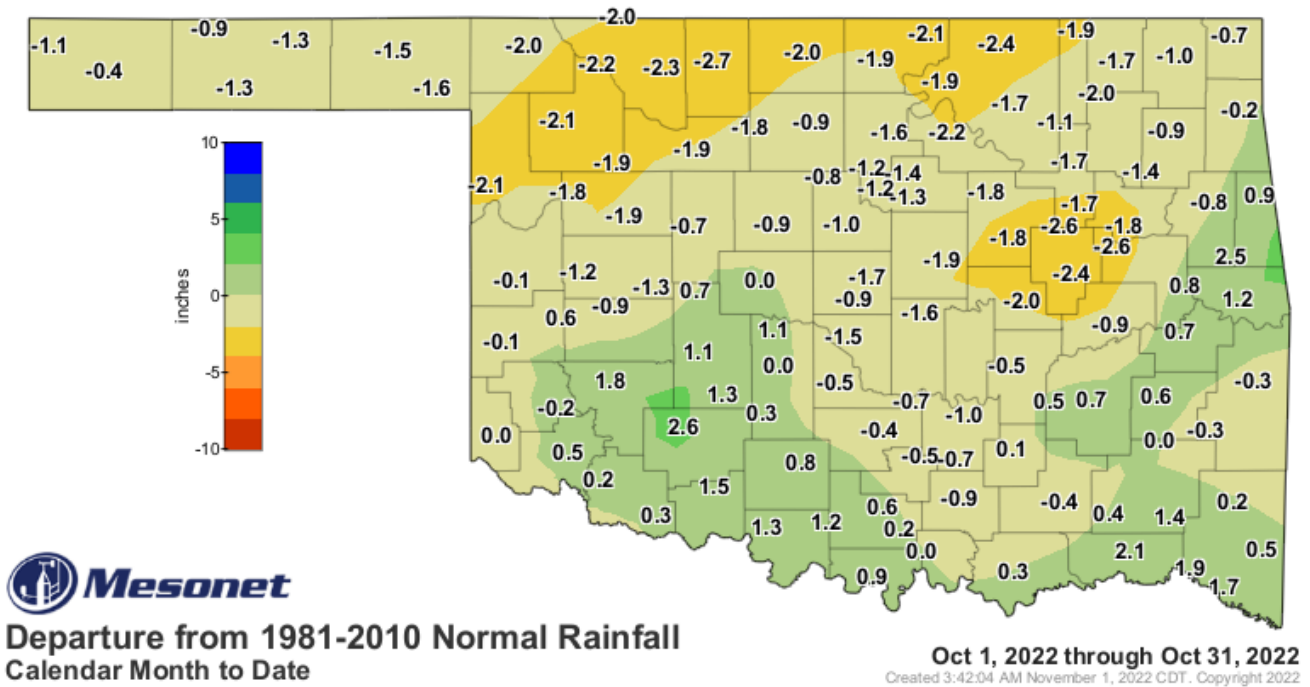 -2.0
-1.1 -0.9 -1.3 -1.5 -2.0 -2.1 -2.4 -1.9 -0.7
-0.4 -2.2 -2.3 -2.7 -2.0 -1.9 -1.7 -1.0
-1.3 -1.6 -1.9 -2.0
-2.1 -1.8 -0.9 -1.6 -2.2 -1.7 -1.1 -0.9 -0.2
-1.9 -1.9 -1.7
-2.1 -1.8 -0.8 -1.2 -1.4 -1.4
-1.2 -1.3 -1.8 -1.7 -0.8 0.9
-1.9 -0.7 -0.9 -1.0 -1.8 -2.6 -1.8
-2.6
-0.1 -1.2 -1.3 0.7 0.0 -1.7 -1.9 -2.4 2.5
-0.9 -2.0 0.8 1.2
0.6 -0.9 -1.6
-0.1 1.1 -1.5 -0.9 0.7
1.1 0.0 -0.5
1.8 1.3 -0.5 -0.3
-0.2 0.3 -0.7 -1.0 0.5 0.7 0.6
0.0 2.6 -0.4 0.0 -0.3
0.5 0.8 -0.5 -0.7 0.1
0.2 1.5 -0.9 -0.4 0.2
0.3 1.3 1.2 0.6 0.4 1.4
0.2
0.0 2.1 0.5
0.9 0.3 1.9
1.7
10
5
0
-5
-10
inches
Mesonet
Departure from 1981-2010 Normal Rainfall
Calendar Month to Date
Oct 1, 2022 through Oct 31, 2022
Created 3:42:04 AM November 1, 2022 CDT. Copyright 2022